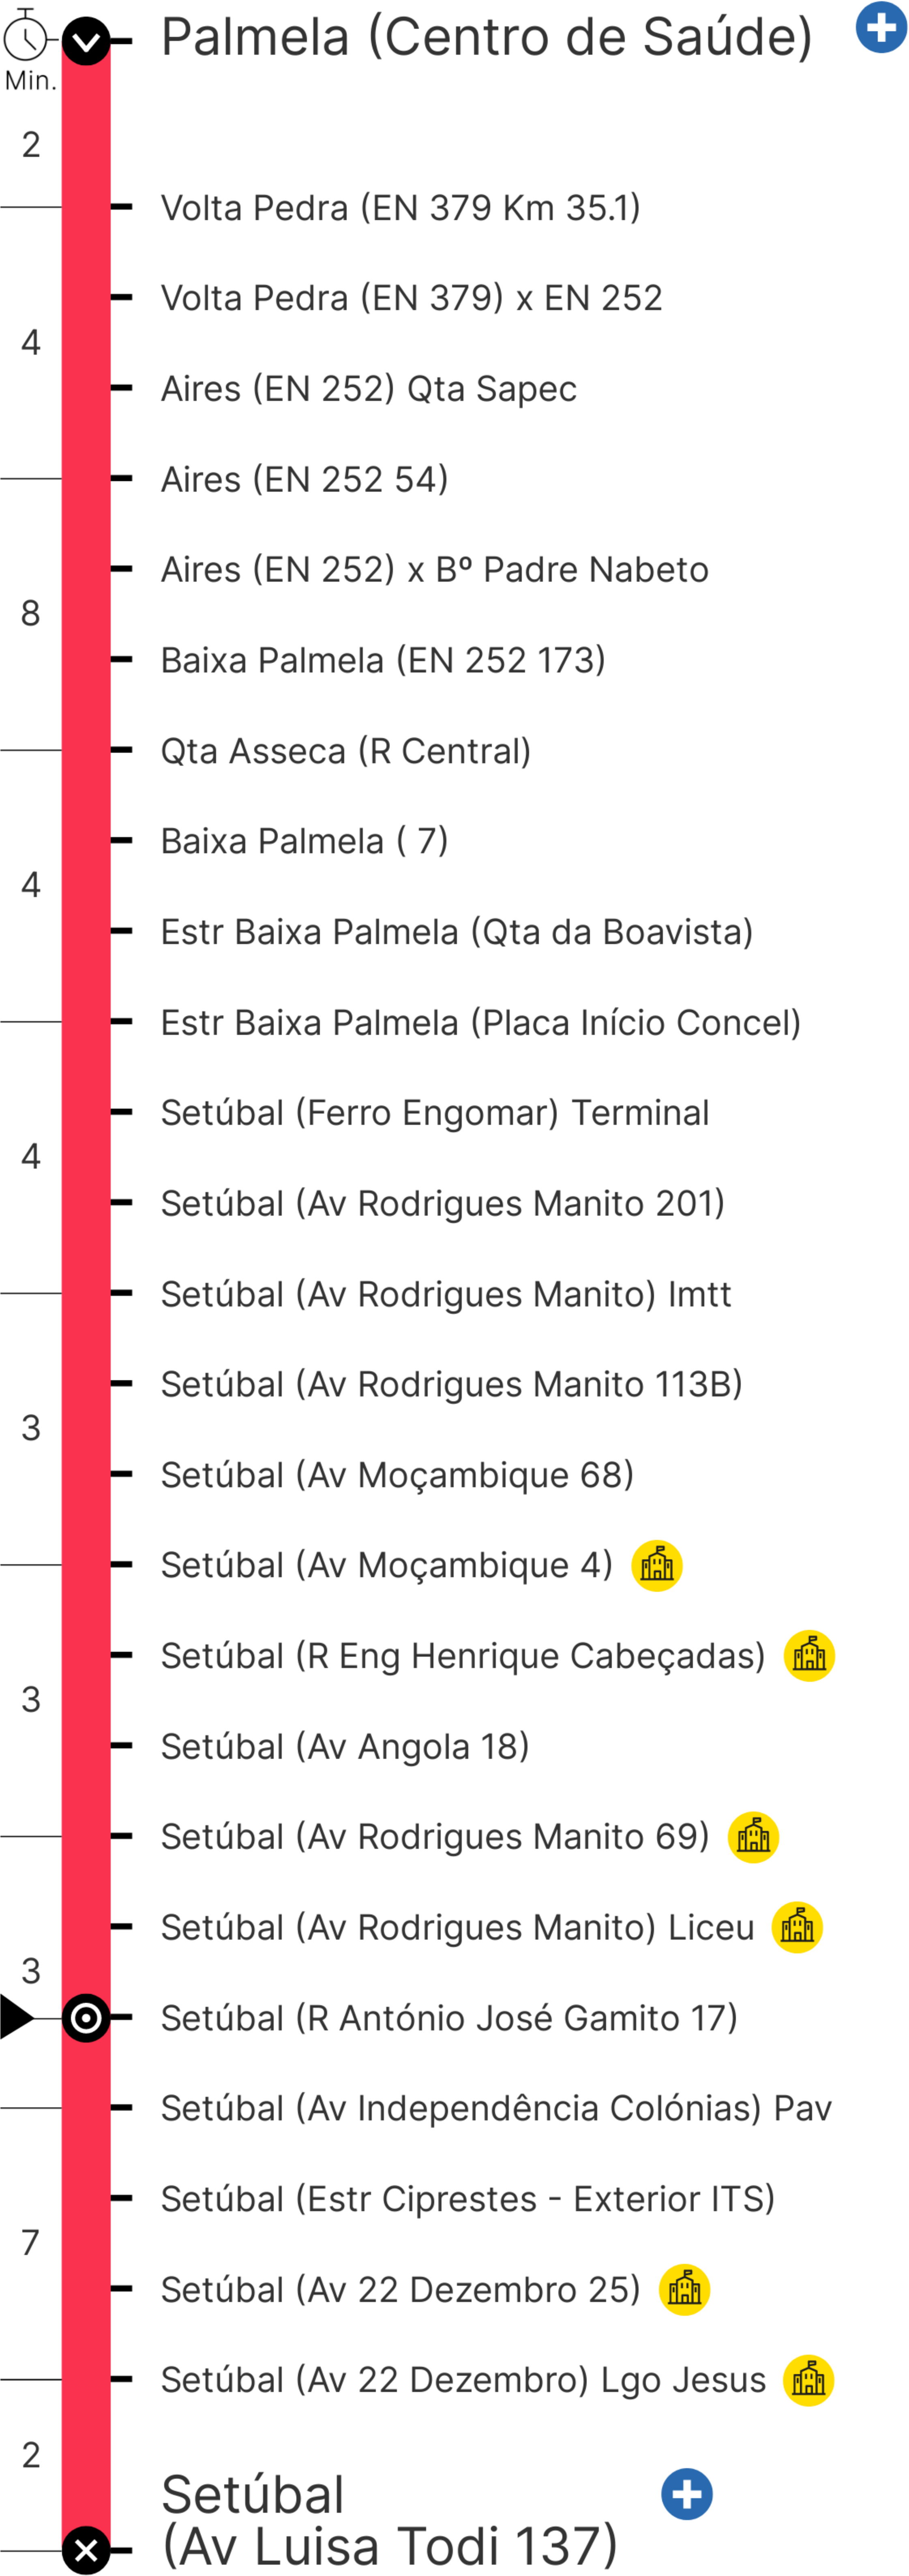 Palmela (Centro de Saúde)
Min.
2
Volta Pedra (EN 379 Km 35.1)
Volta Pedra (EN 379) x EN 252
4
Aires (EN 252) Qta Sapec
Aires (EN 252 54)
Aires (EN 252) x Bº Padre Nabeto
8
Baixa Palmela (EN 252 173)
Qta Asseca (R Central)
Baixa Palmela ( 7)
4
Estr Baixa Palmela (Qta da Boavista)
Estr Baixa Palmela (Placa Início Concel)
Setúbal (Ferro Engomar) Terminal
4
Setúbal (Av Rodrigues Manito 201)
Setúbal (Av Rodrigues Manito) Imtt
Setúbal (Av Rodrigues Manito 113B)
3
Setúbal (Av Moçambique 68)
Setúbal (Av Moçambique 4)
Setúbal (R Eng Henrique Cabeçadas)
3
Setúbal (Av Angola 18)
Setúbal (Av Rodrigues Manito 69)
Setúbal (Av Rodrigues Manito) Liceu
3
Setúbal (R António José Gamito 17)
Setúbal (Av Independência Colónias) Pav
Setúbal (Estr Ciprestes - Exterior ITS)
7
Setúbal (Av 22 Dezembro 25)
Setúbal (Av 22 Dezembro) Lgo Jesus
2
Setúbal
(Av Luisa Todi 137)